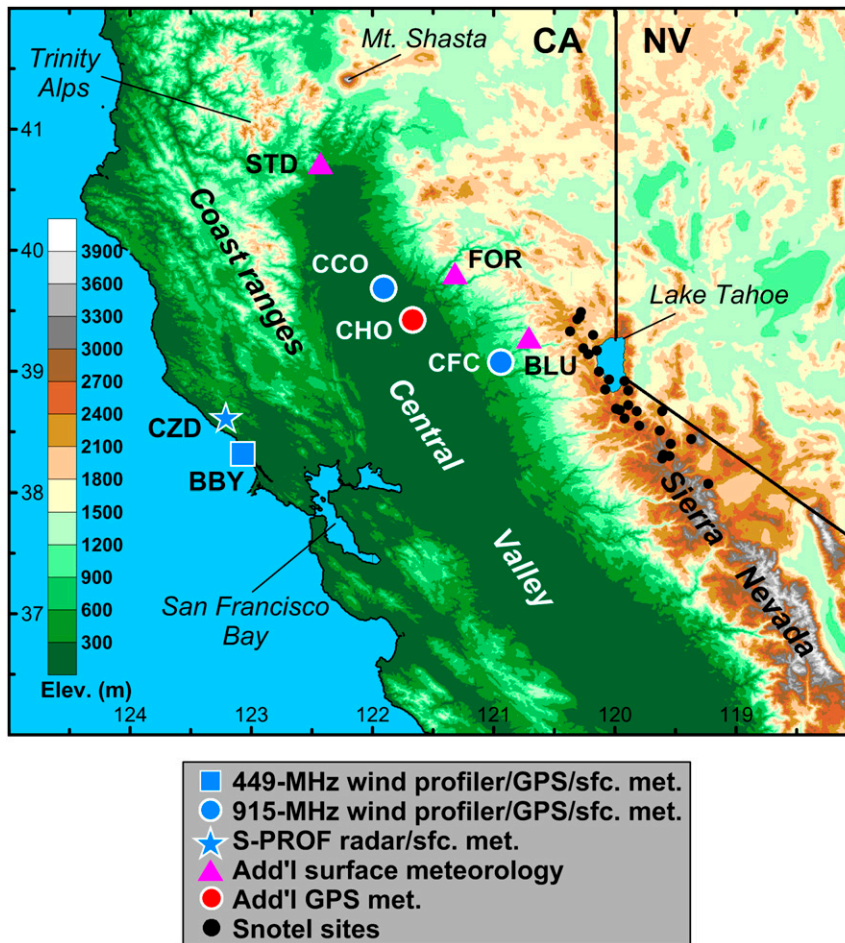 Mt. Shasta
CA
NV
Trinity
Alps
41
STD
Coast ranges
40
CCO
FOR
Lake Tahoe
CHO
39
CFC
BLU
CZD
Central
BBY
38
Sierra
Valley
Nevada
San Francisco
Bay
37
3900
3600
3300
3000
2700
2400
2100
1800
1500
1200
900
600
300
Elev. (m)
124
123
122
121
120
119
449-MHz wind profiler/GPS/sfc. met.
915-MHz wind profiler/GPS/sfc. met.
S-PROF radar/sfc. met.
Add'l surface meteorology
Add'l GPS met.
Snotel sites